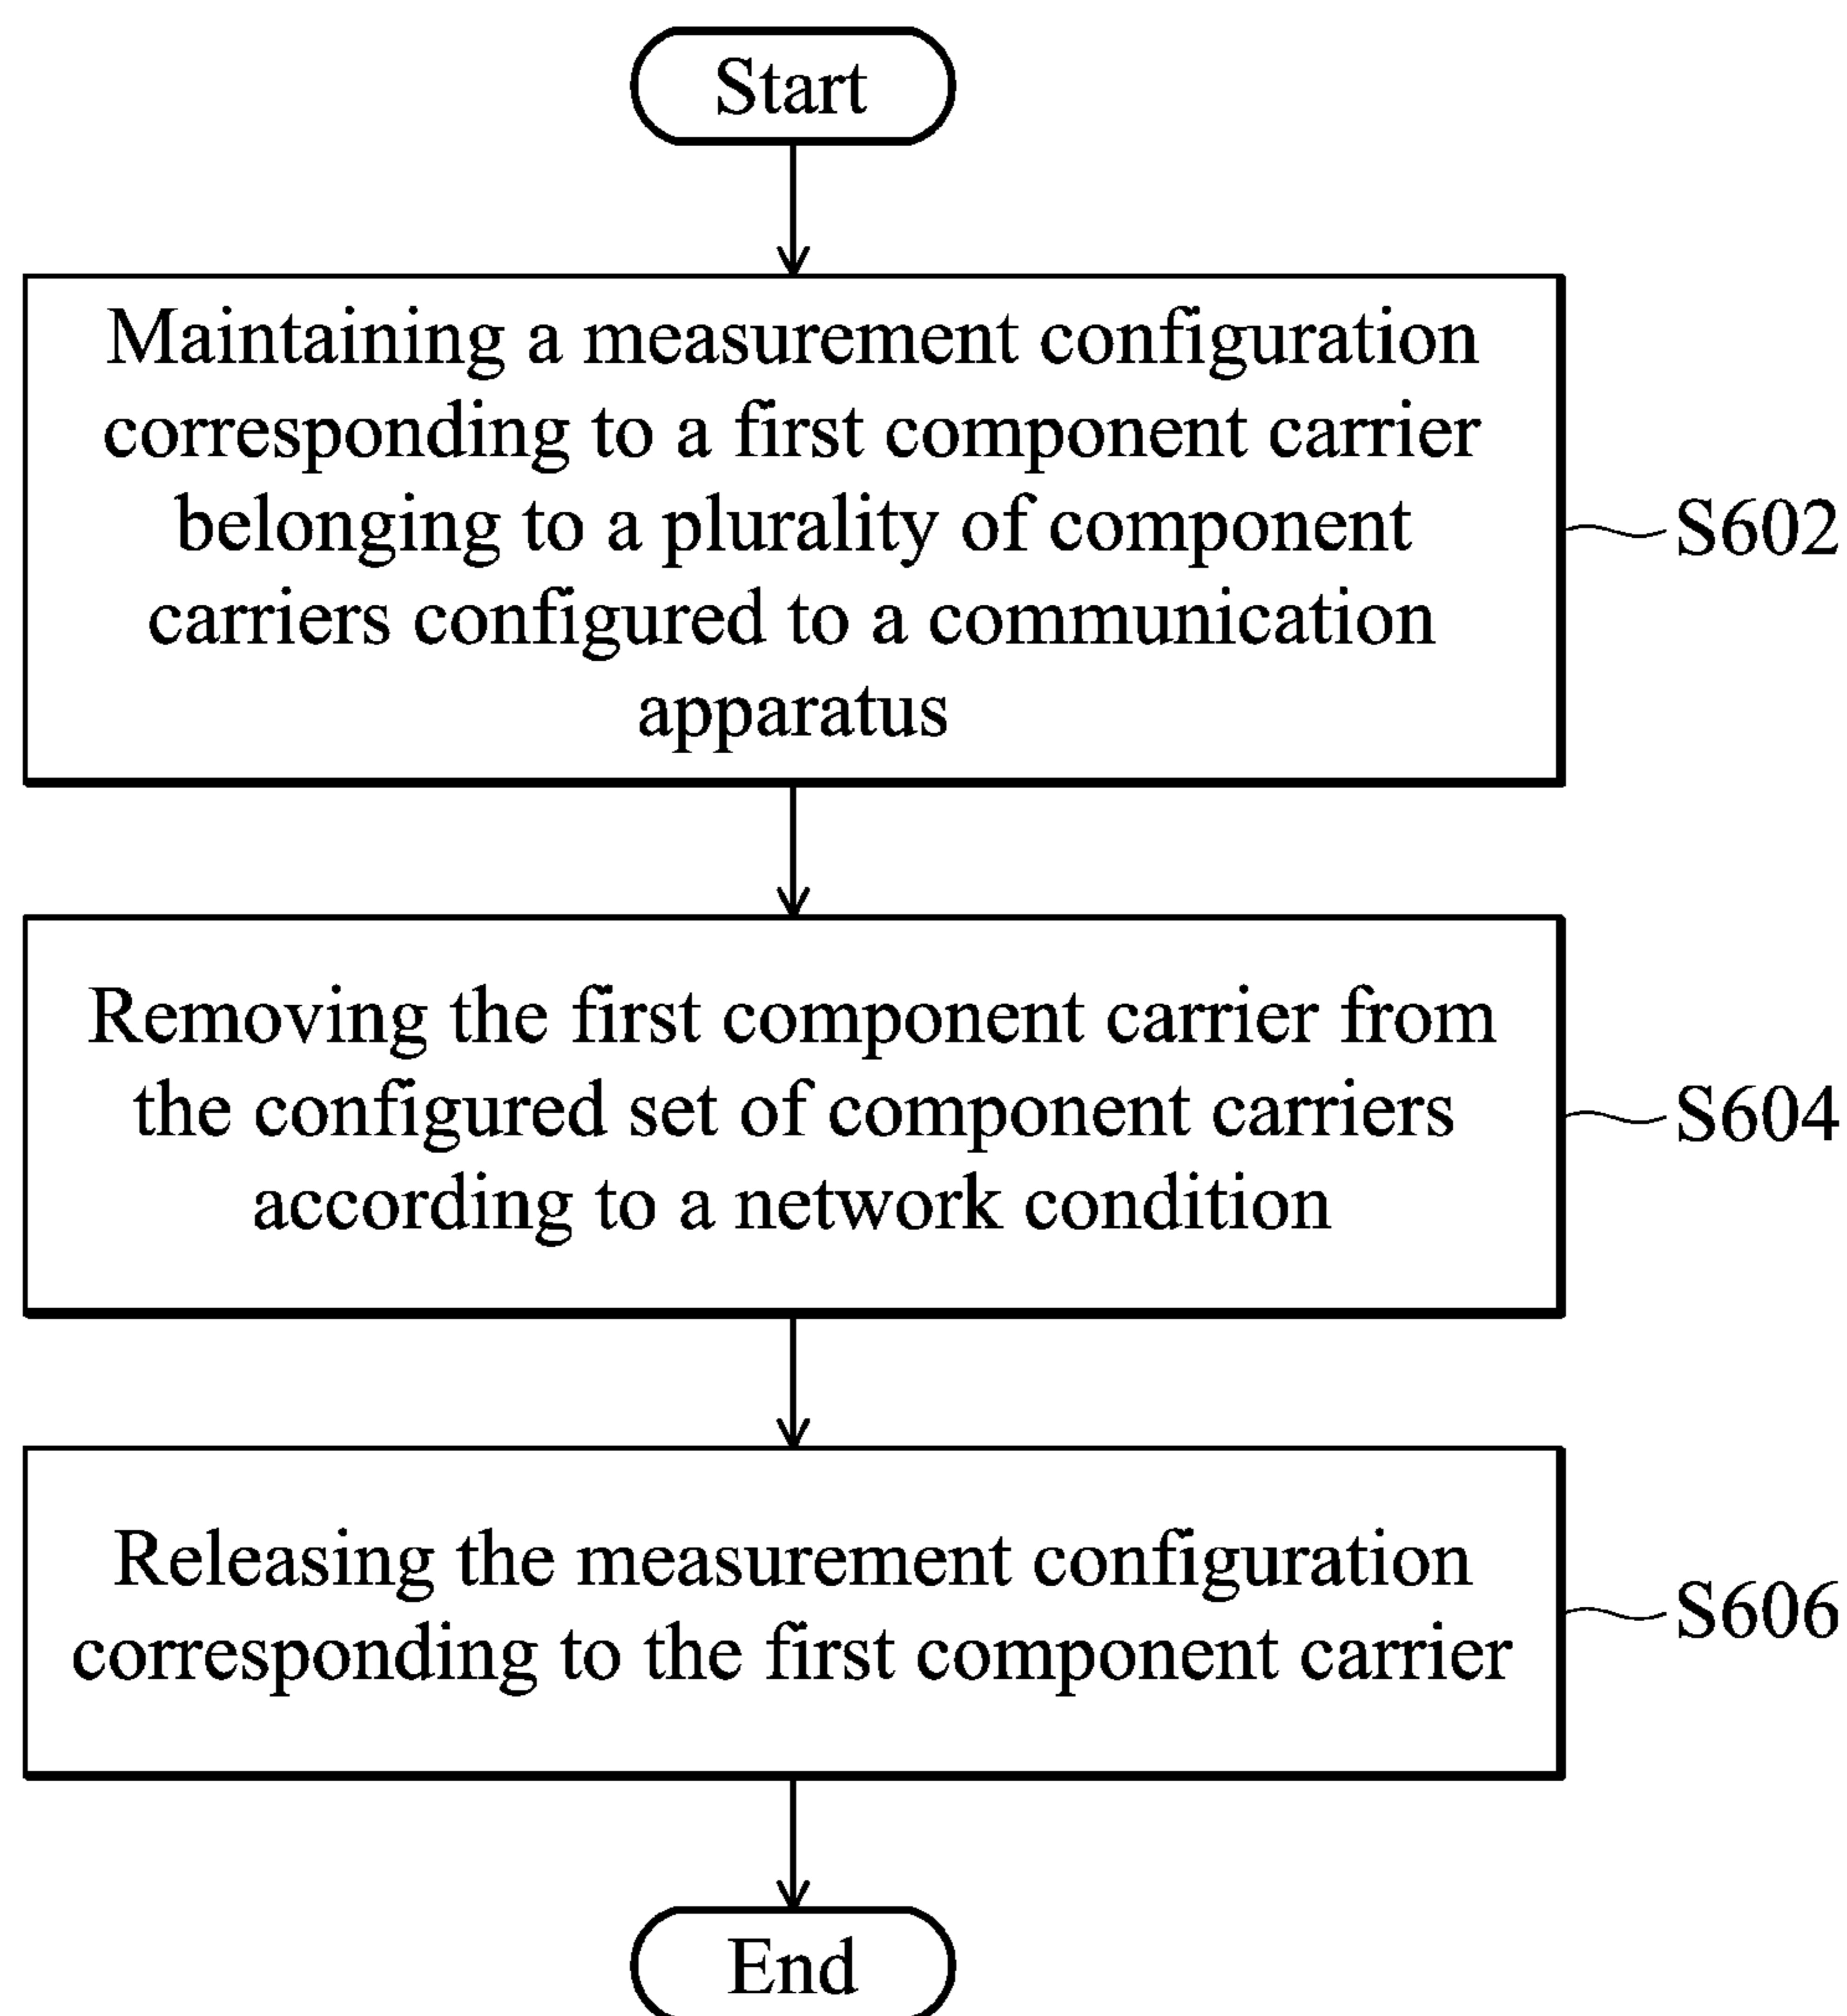 Start
Maintaining a measurement configuration
corresponding to a first component carrier
belonging to a plurality of component
carriers configured to a communication
apparatus
S602
Removing the first component carrier from
the configured set of component carriers
according to a network condition
S604
Releasing the measurement configuration
corresponding to the first component carrier
S606
End